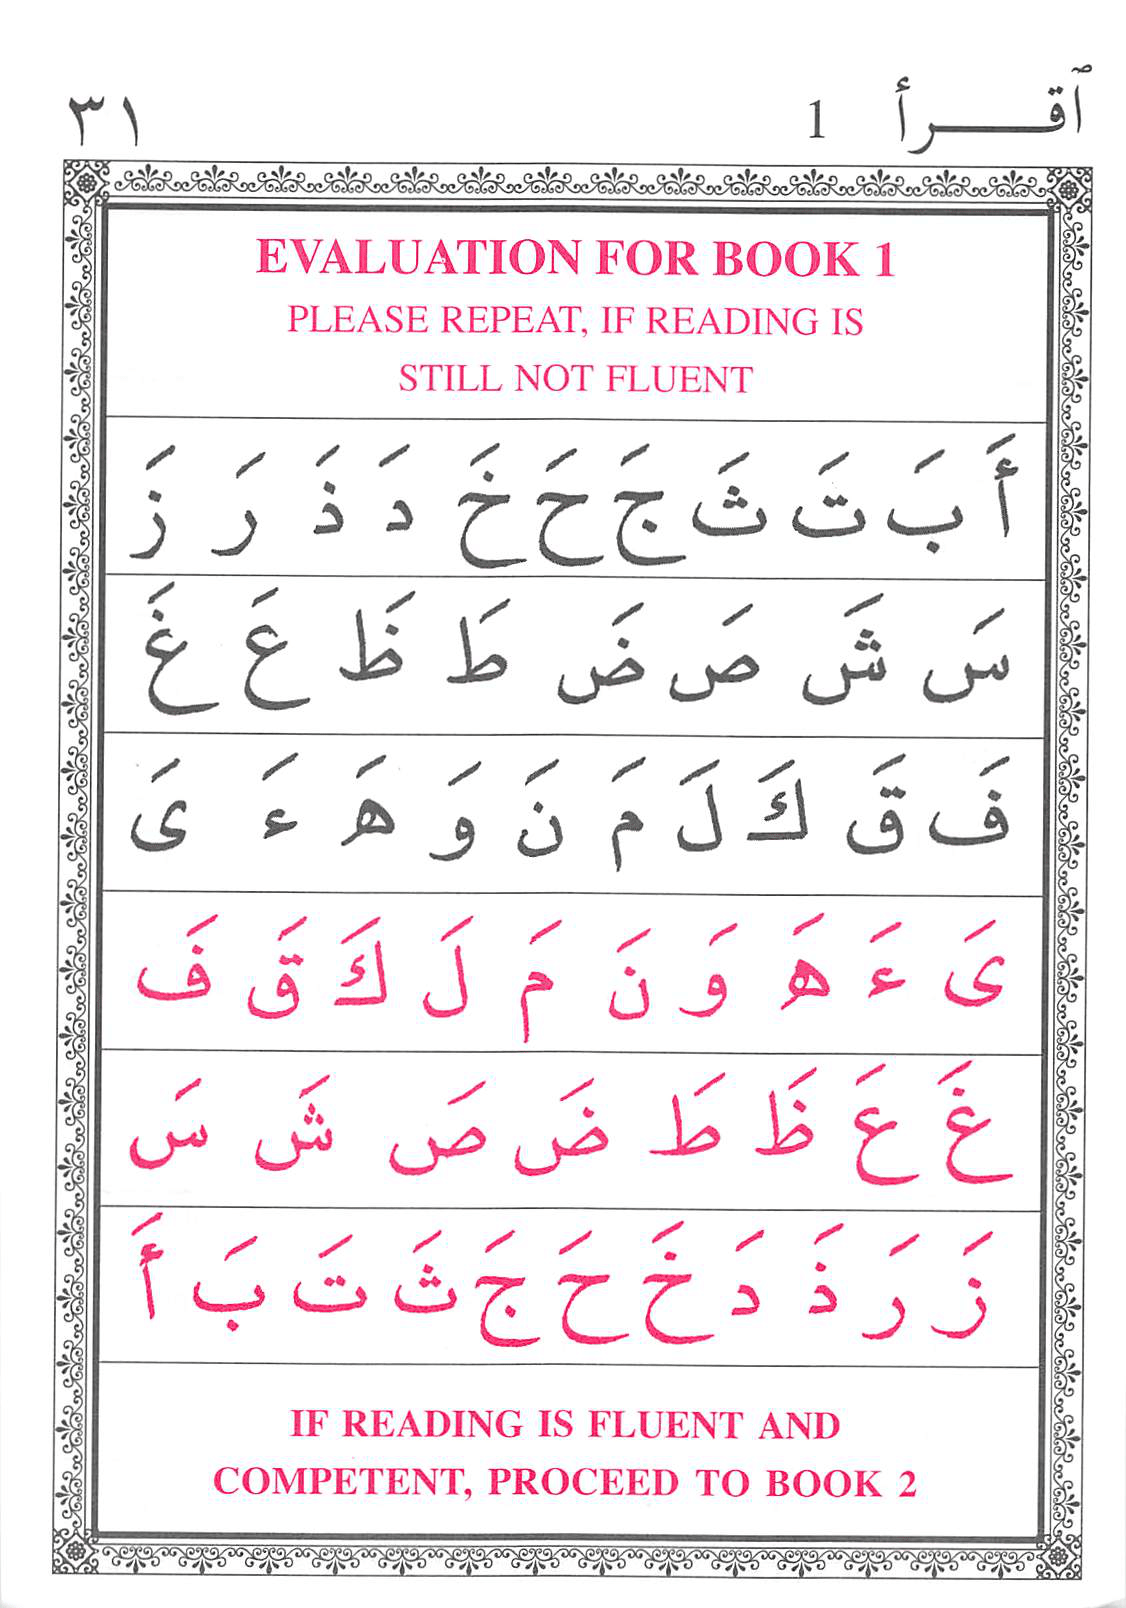 ٱقـــرأ 1 ٣١
EVALUATION FOR BOOK 1
PLEASE REPEAT, IF READING IS
STILL NOT FLUENT
أَ بَ تَ ثَ جَ حَ خَ دَ ذَ رَ زَ
سَ شَ صَ ضَ طَ ظَ عَ غَ
فَ قَ كَ لَ مَ نَ وَ هَ ءَ ىَ
ىَ ءَ هَ وَ نَ مَ لَ كَ قَ فَ
غَ عَ ظَ طَ ضَ صَ شَ سَ
زَ رَ ذَ دَ خَ حَ جَ ثَ تَ بَ أَ
IF READING IS FLUENT AND
COMPETENT, PROCEED TO BOOK 2